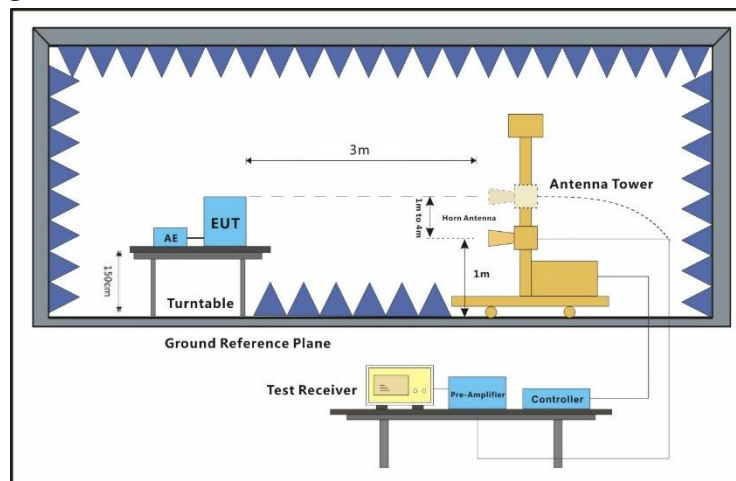 3m
Antenna Tower
1m to 4m
Horn Antenna
EUT
AE
1m
150cm
Turntable
Ground Reference Plane
Test Receiver
Pre-Amplifier
Controller